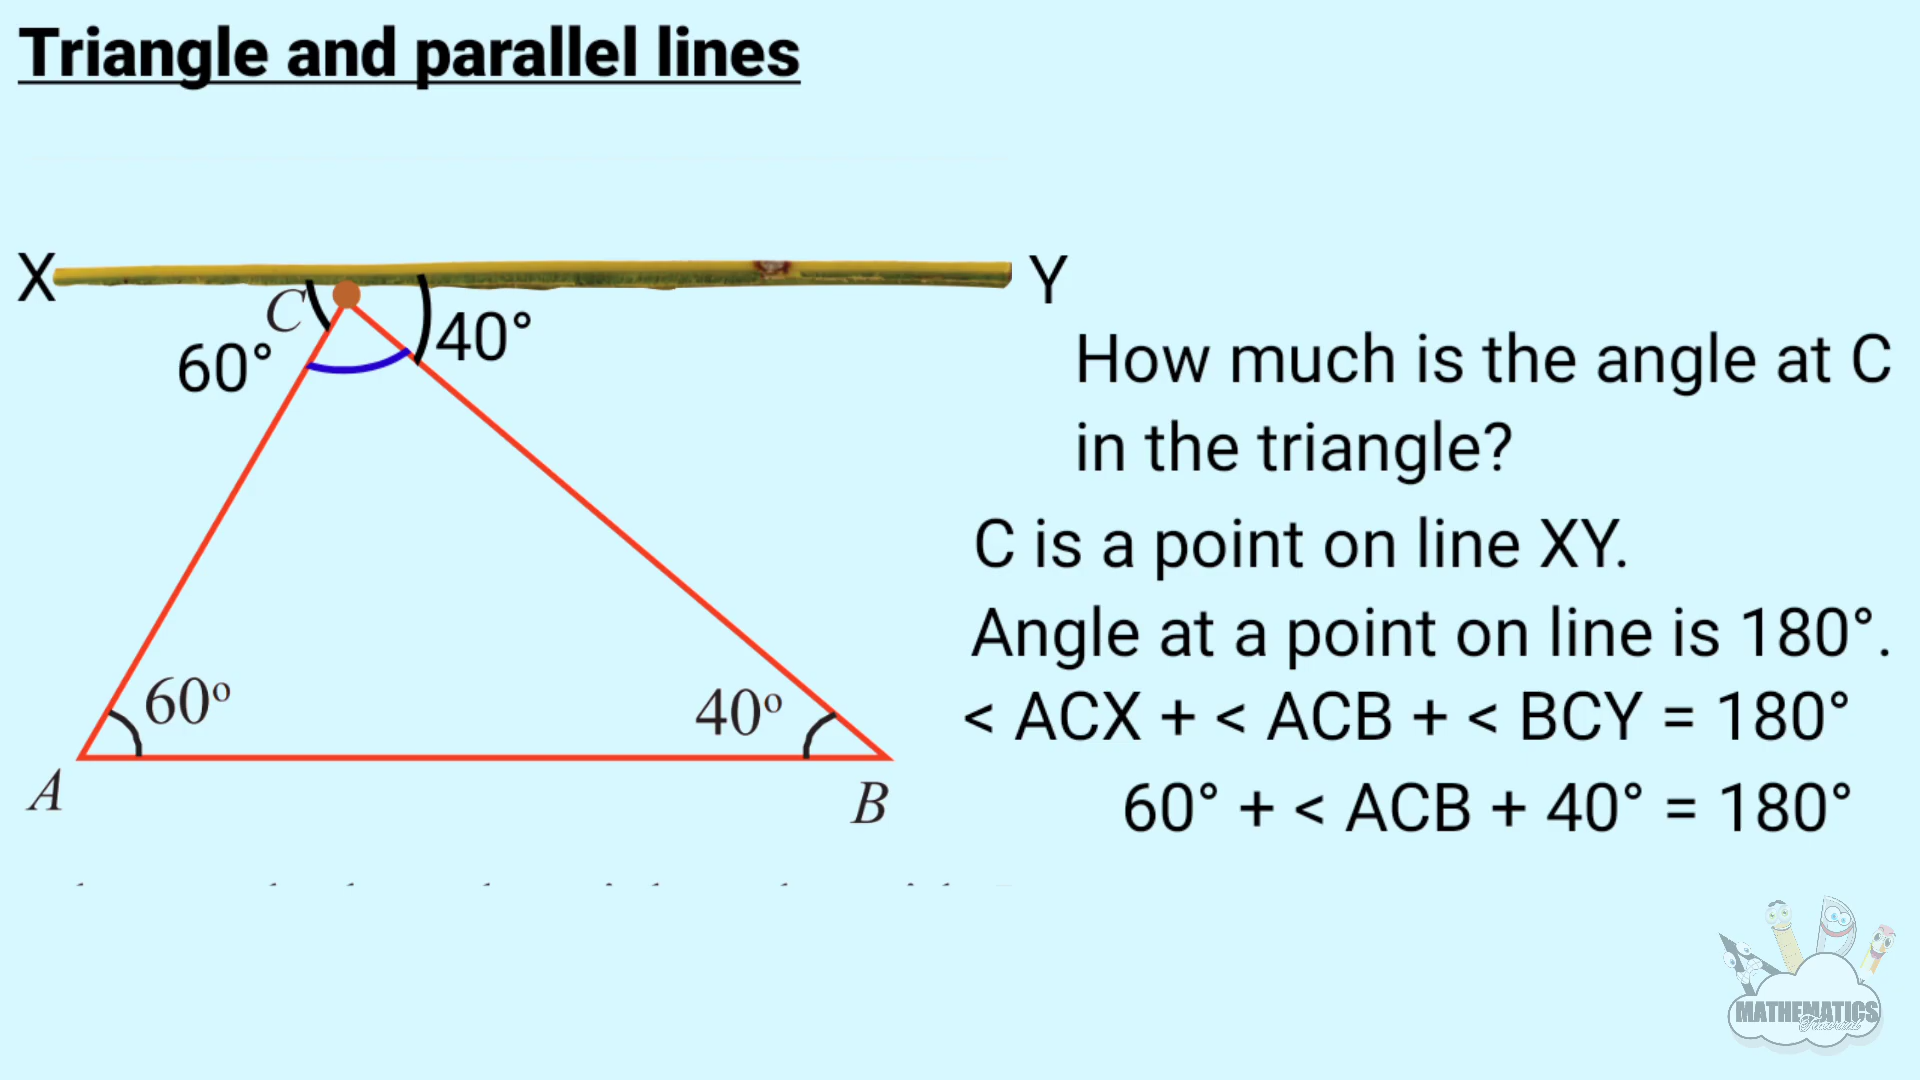 Triangle and parallel lines
X
Y
C
60°
40°
How much is the angle at C
in the triangle?
C is a point on line XY.
Angle at a point on line is 180°.
< ACX + < ACB + < BCY = 180°
60° + < ACB + 40° = 180°
60°
40°
A
B
MATHEMATICS
Tutorial